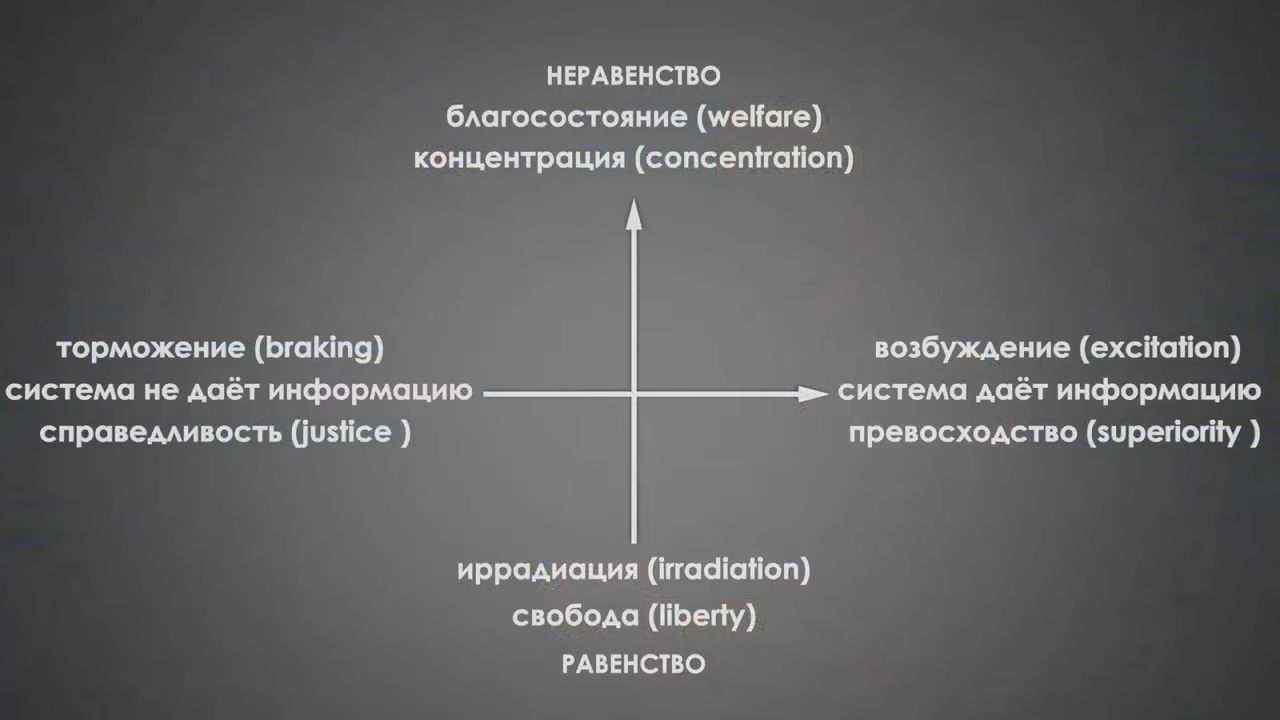 НЕРАВЕНСТВО
благосостояние (welfare)
концентрация (concentration)
торможение (braking)
система не даёт информацию
справедливость (justice )
возбуждение (excitation)
система даёт информацию
превосходство (superiority )
иррадиация (irradiation)
свобода (liberty)
РАВЕНСТВО